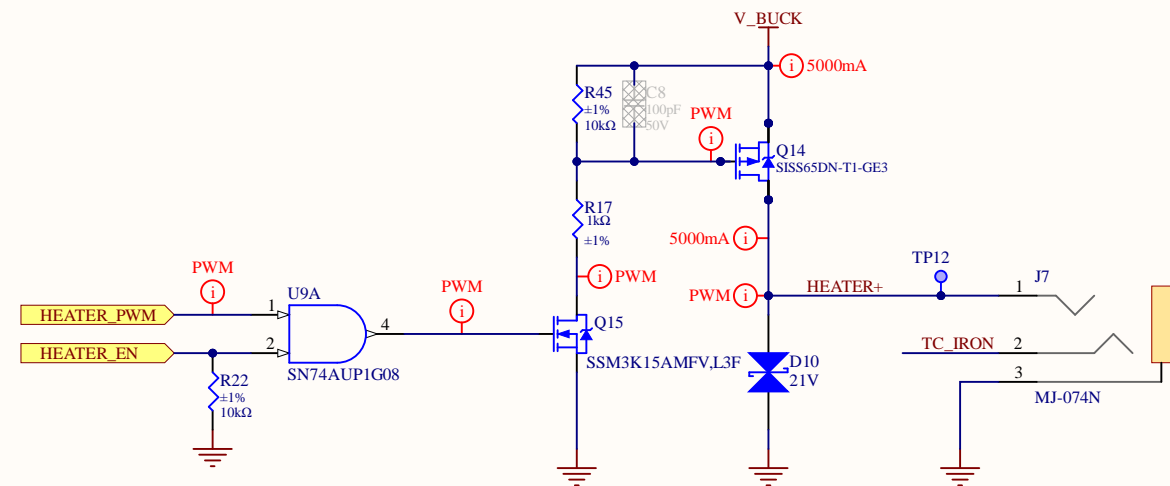 V_BUCK
i 5000mA
R45
±1%
10kΩ
C8
100pF
50V
PWM
i
Q14
SISS65DN-T1-GE3
R17
1kΩ
±1%
5000mA i
i PWM
PWM i
HEATER+
TP12
J7
1
PWM
i
U9A
PWM
i
HEATER_PWM
1
4
Q15
HEATER_EN
2
SN74AUP1G08
SSM3K15AMFV,L3F
D10
21V
TC_IRON
2
3
MJ-074N
R22
±1%
10kΩ